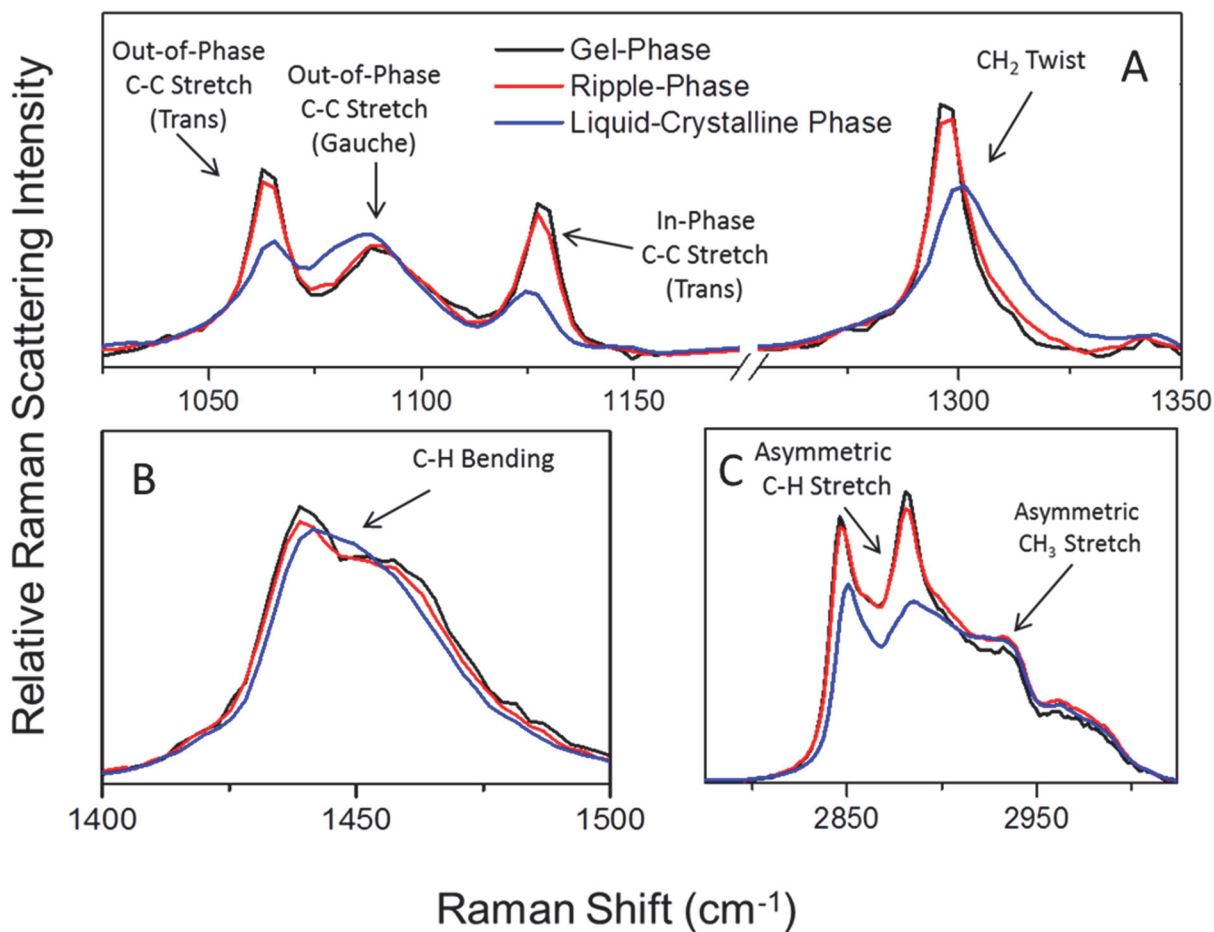 Relative Raman Scattering Intensity
Out-of-Phase
C-C Stretch
(Trans)
Out-of-Phase
C-C Stretch
(Gauche)
Gel-Phase
Ripple-Phase
Liquid-Crystalline Phase
In-Phase
C-C Stretch
(Trans)
CH₂ Twist
A
1050
1100
1150
1300
1350
B
C-H Bending
1400
1450
1500
C
Asymmetric
C-H Stretch
Asymmetric
CH₃ Stretch
2850
2950
Raman Shift (cm⁻¹)